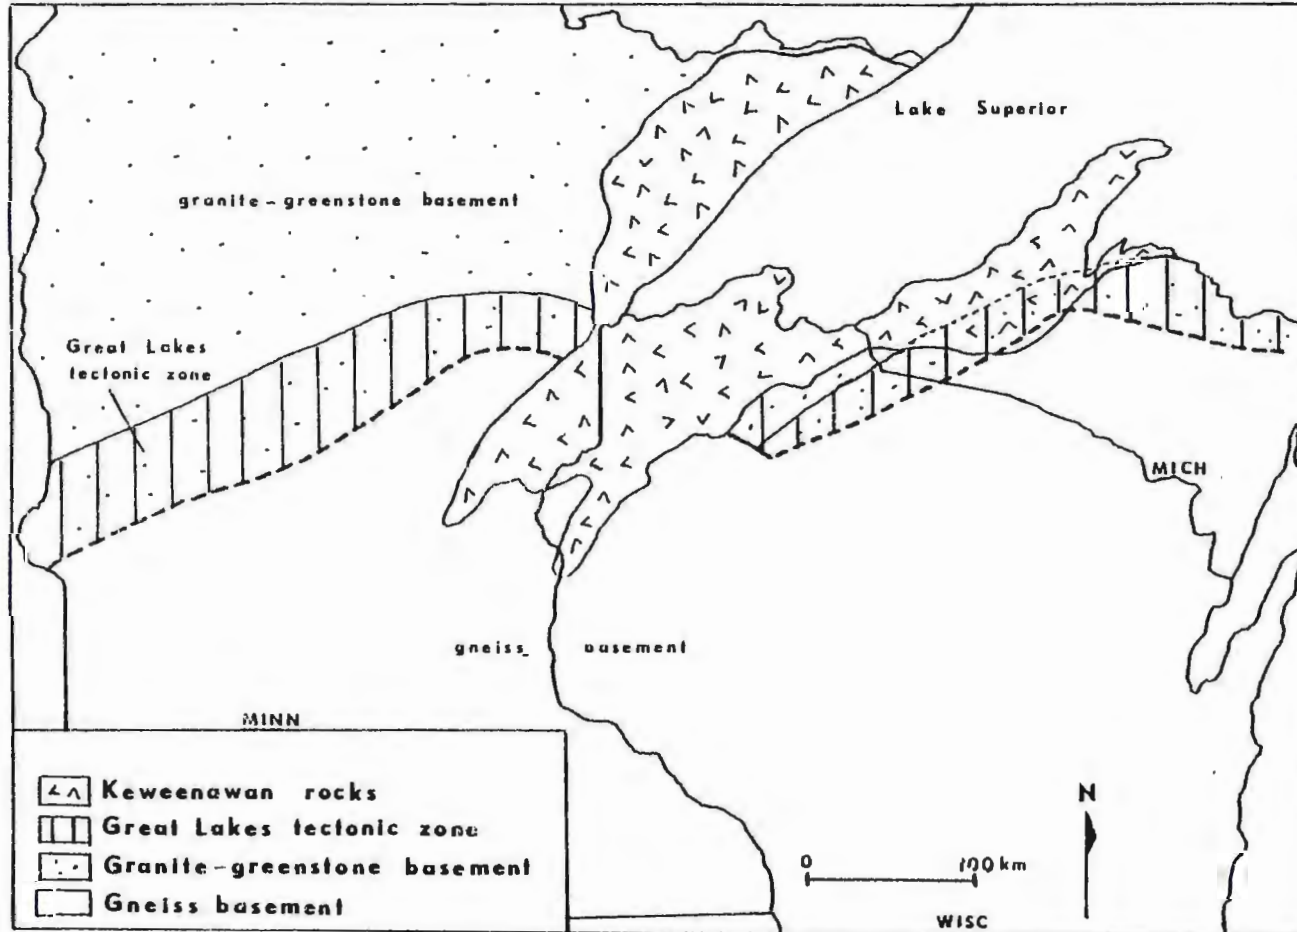 Lake Superior
granite-greenstone basement
Great Lakes
tectonic zone
MICH
gneiss basement
MINN
Keweenawan rocks
Great Lakes tectonic zone
Granite-greenstone basement
Gneiss basement
N
0 100 km
WISC